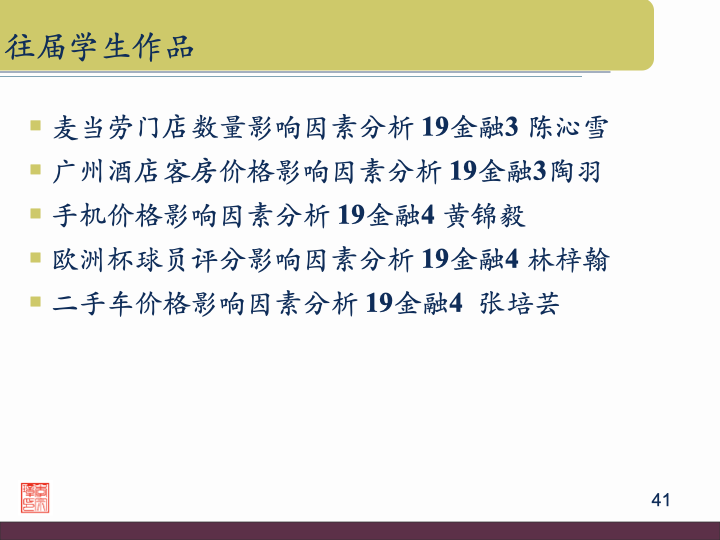 往届学生作品
麦当劳门店数量影响因素分析 19金融3 陈沁雪
广州酒店客房价格影响因素分析 19金融3陶羽
手机价格影响因素分析 19金融4 黄锦毅
欧洲杯球员评分影响因素分析 19金融4 林梓翰
二手车价格影响因素分析 19金融4 张培芸
41